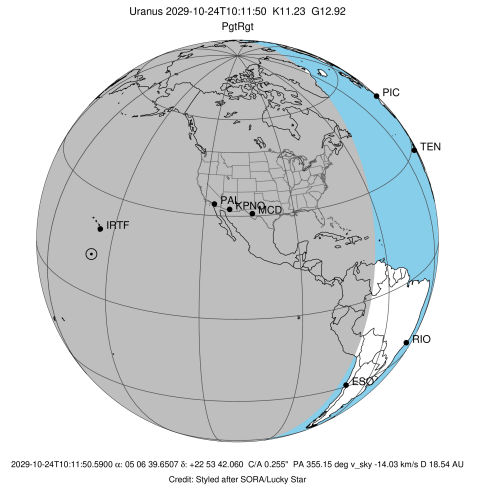 Uranus 2029-10-24T10:11:50 K11.23 G12.92
PgtRgt
PIC
TEN
PAL
KPNO
MCD
IRTF
RIO
ESO
2029-10-24T10:11:50.5900 α: 05 06 39.6507 δ: +22 53 42.060 C/A 0.255" PA 355.15 deg v_sky -14.03 km/s D 18.54 AU
Credit: Styled after SORA/Lucky Star